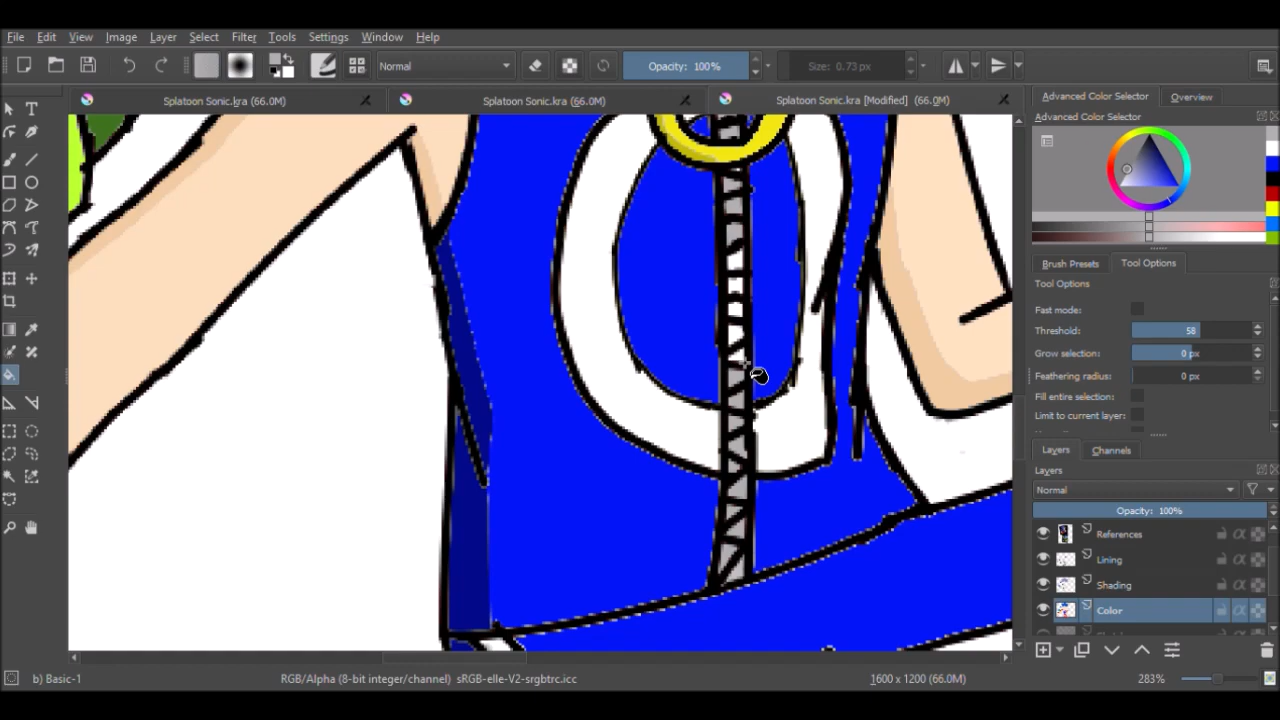 File Edit View Image Layer Select Filter Tools Settings Window Help
Normal Opacity: 100% Size: 0.73 px
Splatoon Sonic.kra (66.0M) Splatoon Sonic.kra (66.0M) Splatoon Sonic.kra [Modified] (66.0M)
Advanced Color Selector Overview
Advanced Color Selector
Brush Presets Tool Options
Tool Options
Fast mode:
Threshold: 58
Grow selection: 0 px
Feathering radius: 0 px
Fill entire selection:
Limit to current layer:
Layers Channels
Layers
Normal
Opacity: 100%
References
Lining
Shading
Color
b) Basic-1 RGB/Alpha (8-bit integer/channel) sRGB-elle-V2-srgbtrc.icc 1600 x 1200 (66.0M) 283%